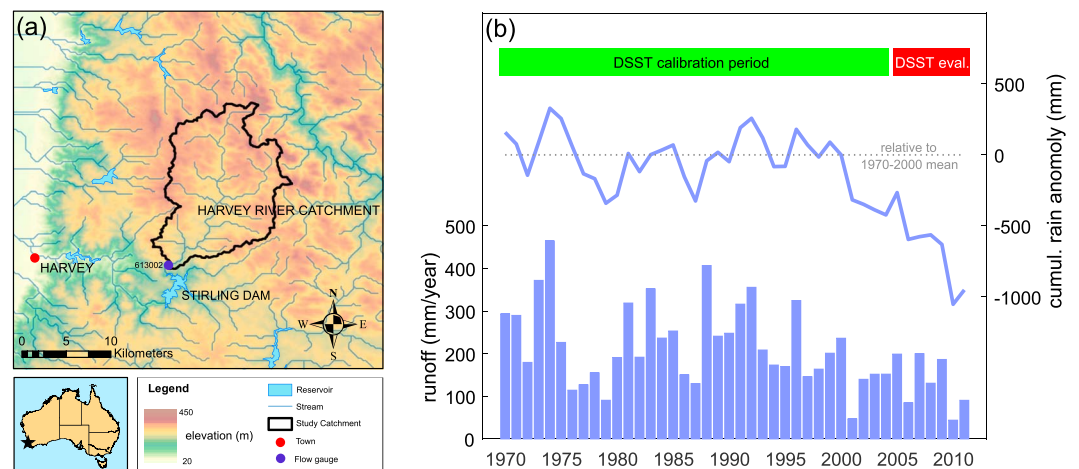 (a)
HARVEY RIVER CATCHMENT
HARVEY
613002
STIRLING DAM
N
W E
S
0 5 10
Kilometers
Legend
450
elevation (m)
20
Reservoir
Stream
Study Catchment
Town
Flow gauge
(b)
DSST calibration period
DSST eval.
500
0
-500
-1000
cumul. rain anomoly (mm)
relative to
1970-2000 mean
500
400
300
200
100
0
runoff (mm/year)
1970 1975 1980 1985 1990 1995 2000 2005 2010